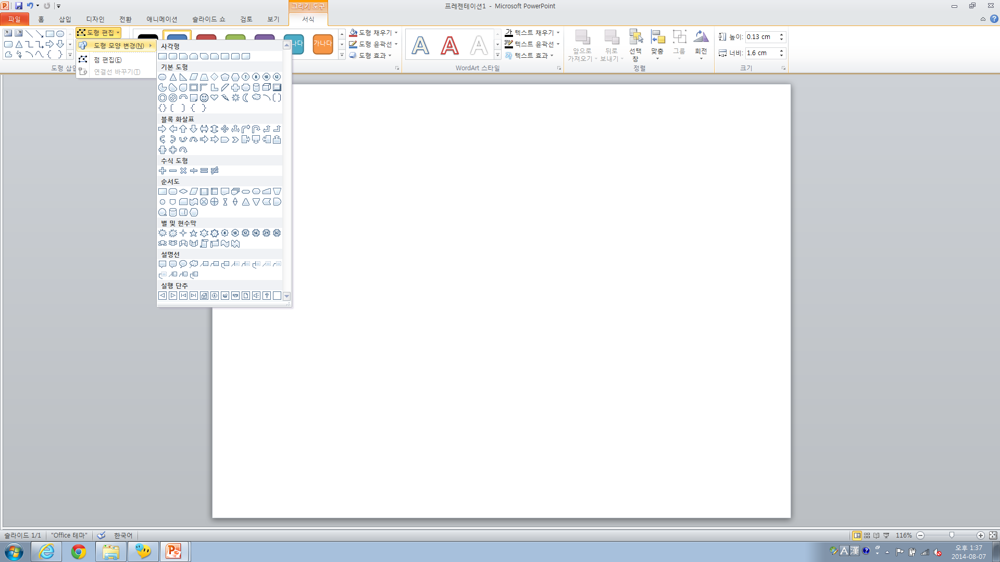 프레젠테이션1 - Microsoft PowerPoint
그리기 도구
파일 홈 삽입 디자인 전환 애니메이션 슬라이드 쇼 검토 보기 서식
도형 편집
도형 모양 변경(N)
점 편집(E)
연결선 바꾸기(T)
도형 삽입
나다 가나다
도형 채우기
도형 윤곽선
도형 효과
텍스트 채우기
텍스트 윤곽선
텍스트 효과
WordArt 스타일
앞으로 가져오기
뒤로 보내기
선택 창
맞춤
그룹
회전
정렬
높이: 0.13 cm
너비: 1.6 cm
크기
사각형
기본 도형
블록 화살표
수식 도형
순서도
별 및 현수막
설명선
실행 단추
슬라이드 1/1 "Office 테마" 한국어
116%
A 漢
오후 1:37
2014-08-07